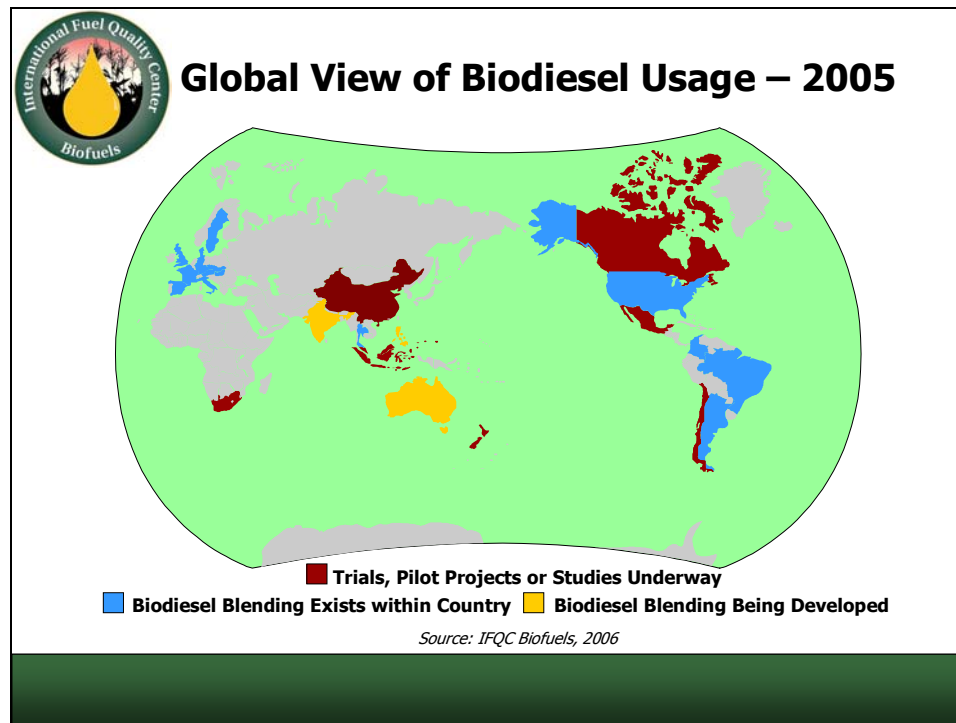 International Fuel Quality Center
Biofuels
Global View of Biodiesel Usage – 2005
Trials, Pilot Projects or Studies Underway
Biodiesel Blending Exists within Country
Biodiesel Blending Being Developed
Source: IFQC Biofuels, 2006